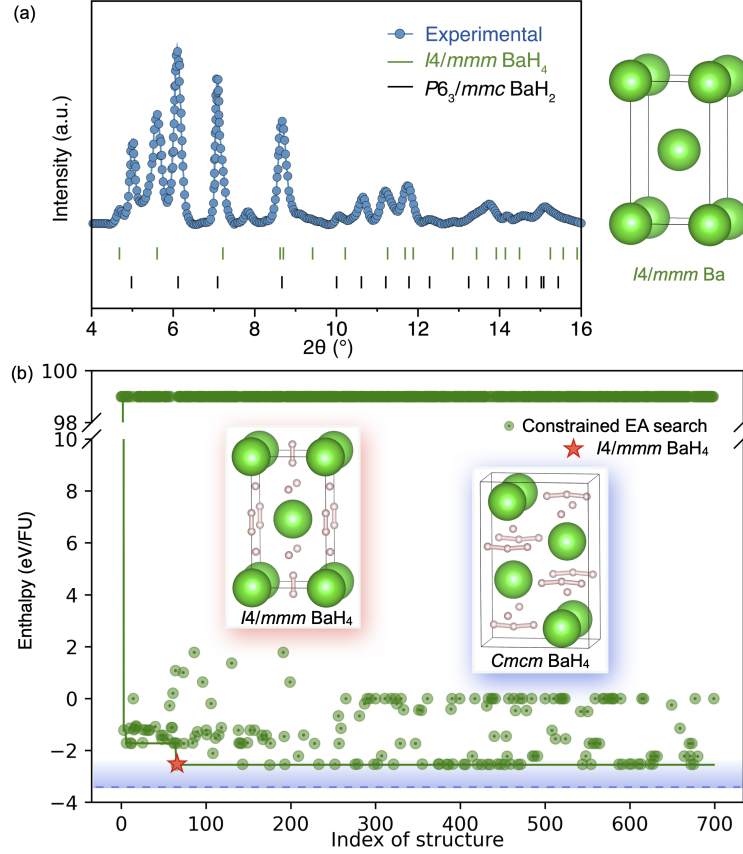 (a)
Experimental
I4/mmm BaH₄
P6₃/mmc BaH₂
Intensity (a.u.)
4 6 8 10 12 14 16
2θ (°)
I4/mmm Ba
(b)
100
98
10
8
6
4
2
0
−2
−4
Enthalpy (eV/FU)
Constrained EA search
I4/mmm BaH₄
I4/mmm BaH₄
Cmcm BaH₄
0 100 200 300 400 500 600 700
Index of structure